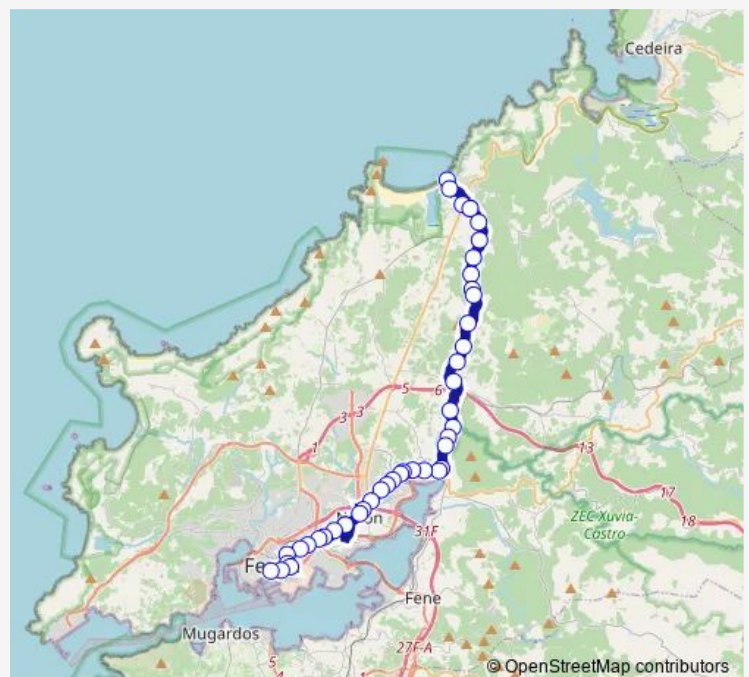 Cedeira
5
6
3
3
1
13
17
18
ZEC Xuvia-
Castro
31F
Fene
Mugardos
27F-A
5
4
© OpenStreetMap contributors